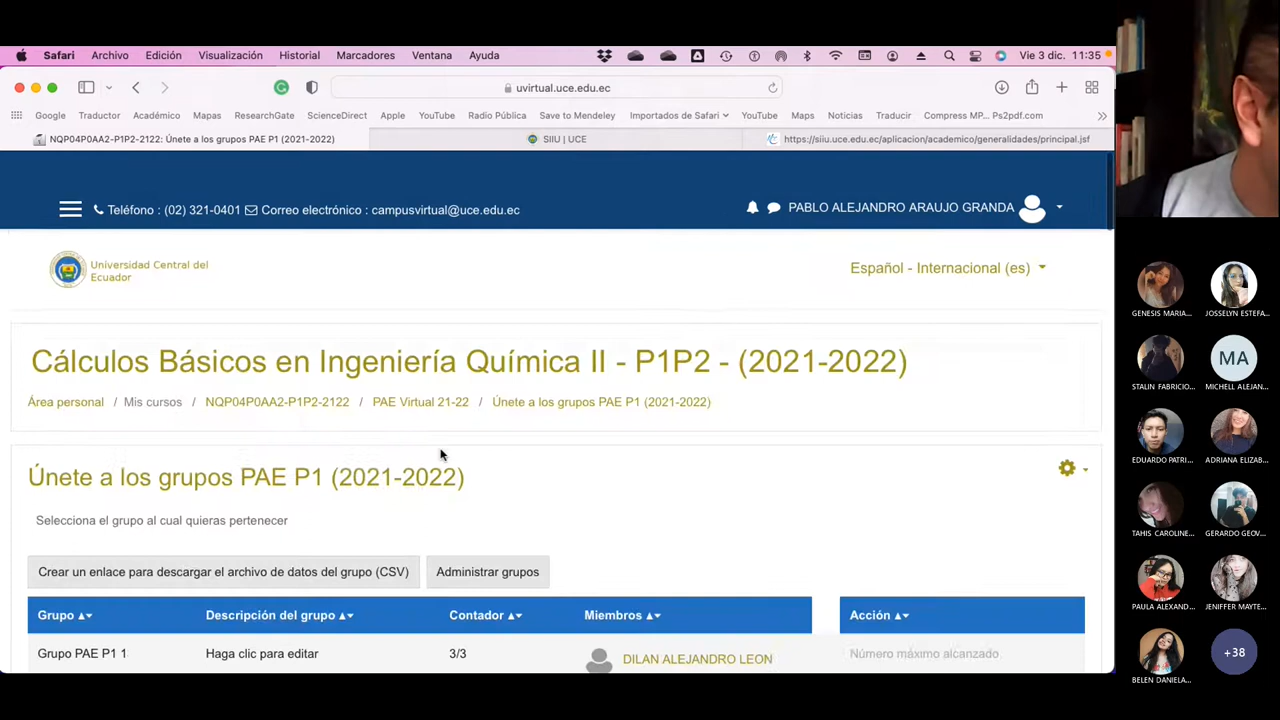 Safari Archivo Edición Visualización Historial Marcadores Ventana Ayuda Vie 3 dic. 11:35
uvirtual.uce.edu.ec
Google Traductor Académico Mapas ResearchGate ScienceDirect Apple YouTube Radio Pública Save to Mendeley Importados de Safari YouTube Maps Noticias Traducir Compress MP... Ps2pdf.com
NQP04P0AA2-P1P2-2122: Únete a los grupos PAE P1 (2021-2022) SIIU | UCE https://siiu.uce.edu.ec/aplicacion/academico/generalidades/principal.jsf
Teléfono : (02) 321-0401 Correo electrónico : campusvirtual@uce.edu.ec PABLO ALEJANDRO ARAUJO GRANDA
Universidad Central del
Ecuador
Español - Internacional (es)
Cálculos Básicos en Ingeniería Química II - P1P2 - (2021-2022)
Área personal / Mis cursos / NQP04P0AA2-P1P2-2122 / PAE Virtual 21-22 / Únete a los grupos PAE P1 (2021-2022)
Únete a los grupos PAE P1 (2021-2022)
Selecciona el grupo al cual quieras pertenecer
Crear un enlace para descargar el archivo de datos del grupo (CSV) Administrar grupos
Grupo Descripción del grupo Contador Miembros Acción
Grupo PAE P1 1 Haga clic para editar 3/3 DILAN ALEJANDRO LEON Número máximo alcanzado
GENESIS MARIA... JOSSELYN ESTEFA...
MA
STALIN FABRICIO... MICHELL ALEJAN...
EDUARDO PATRI... ADRIANA ELIZAB...
TAHIS CAROLINE... GERARDO GEOV...
PAULA ALEXAND... JENIFFER MAYTE...
+38
BELEN DANIELA...